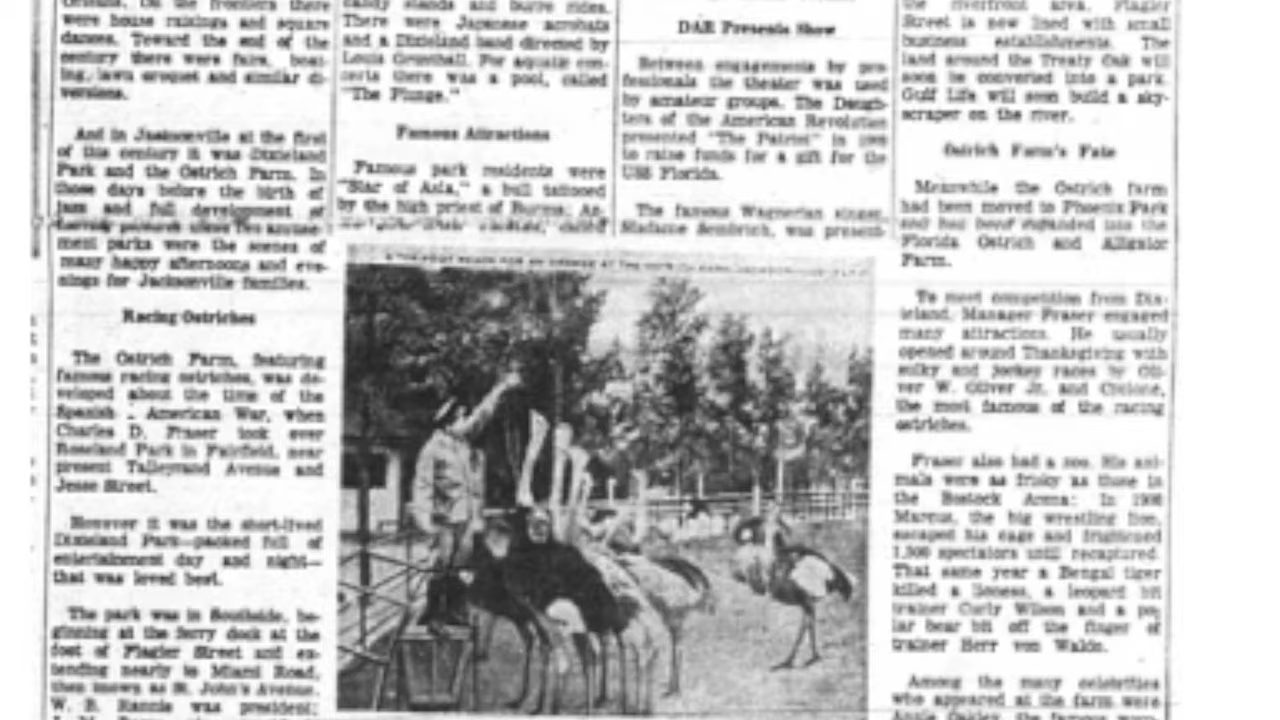 Orleans. On the frontiers there
were house raisings and square
dances. Toward the end of the
century there were fairs, boat-
ing, lawn croquet and similar di-
versions.
And in Jacksonville at the first
of this century it was Dixieland
Park and the Ostrich Farm. In
those days before the birth of
jazz and full development of
ment parks were the scenes of
many happy afternoons and eve-
nings for Jacksonville families.
Racing Ostriches
The Ostrich Farm, featuring
famous racing ostriches, was de-
veloped about the time of the
Spanish - American War, when
Charles D. Fraser took over
Roseland Park in Fairfield, near
present Talleyrand Avenue and
Jesse Street.
However it was the short-lived
Dixieland Park—packed full of
entertainment day and night—
that was loved best.
The park was in Southside, be-
ginning at the ferry dock at the
foot of Flagler Street and ex-
tending nearly to Miami Road,
then known as St. John's Avenue.
W. B. Rannie was president;
candy stands and burro rides.
There were Japanese acrobats
and a Dixieland band directed by
Louis For aquatic con-
certs there was a pool, called
"The Plunge."
Famous Attractions
Famous park residents were
"Star of Asia," a bull tattooed
by the high priest of Burma; An-
DAR Presents Show
Between engagements by pro-
fessionals the theater was used
by amateur groups. The Daugh-
ters of the American Revolution
presented "The Patriot" in
to raise funds for a gift for the
USS Florida.
The famous Wagnerian singer,
Madame Sembrich, was present-
the riverfront area. Flagler
Street is now lined with small
business establishments. The
land around the Treaty Oak will
soon be converted into a park.
Gulf Life will soon build a sky-
scraper on the river.
Ostrich Farm's Fate
Meanwhile the Ostrich farm
had been moved to Phoenix Park
and had been expanded into the
Florida Ostrich and Alligator
Farm.
To meet competition from Dix-
ieland, Manager Fraser engaged
many attractions. He usually
opened around Thanksgiving with
sulky and jockey races by Oli-
ver W. Oliver Jr. and Cyclone,
the most famous of the racing
ostriches.
Fraser also had a zoo. His ani-
mals were as frisky as those in
the Bostock Arena: In 1908
Marcus, the big wrestling lion,
escaped his cage and frightened
1,500 spectators until recaptured.
That same year a Bengal tiger
killed a lioness, a leopard bit
trainer Curly Wilson and a po-
lar bear bit off the finger of
trainer Herr von Walde.
Among the many celebrities
who appeared at the farm were
Annie Oakley, the famous